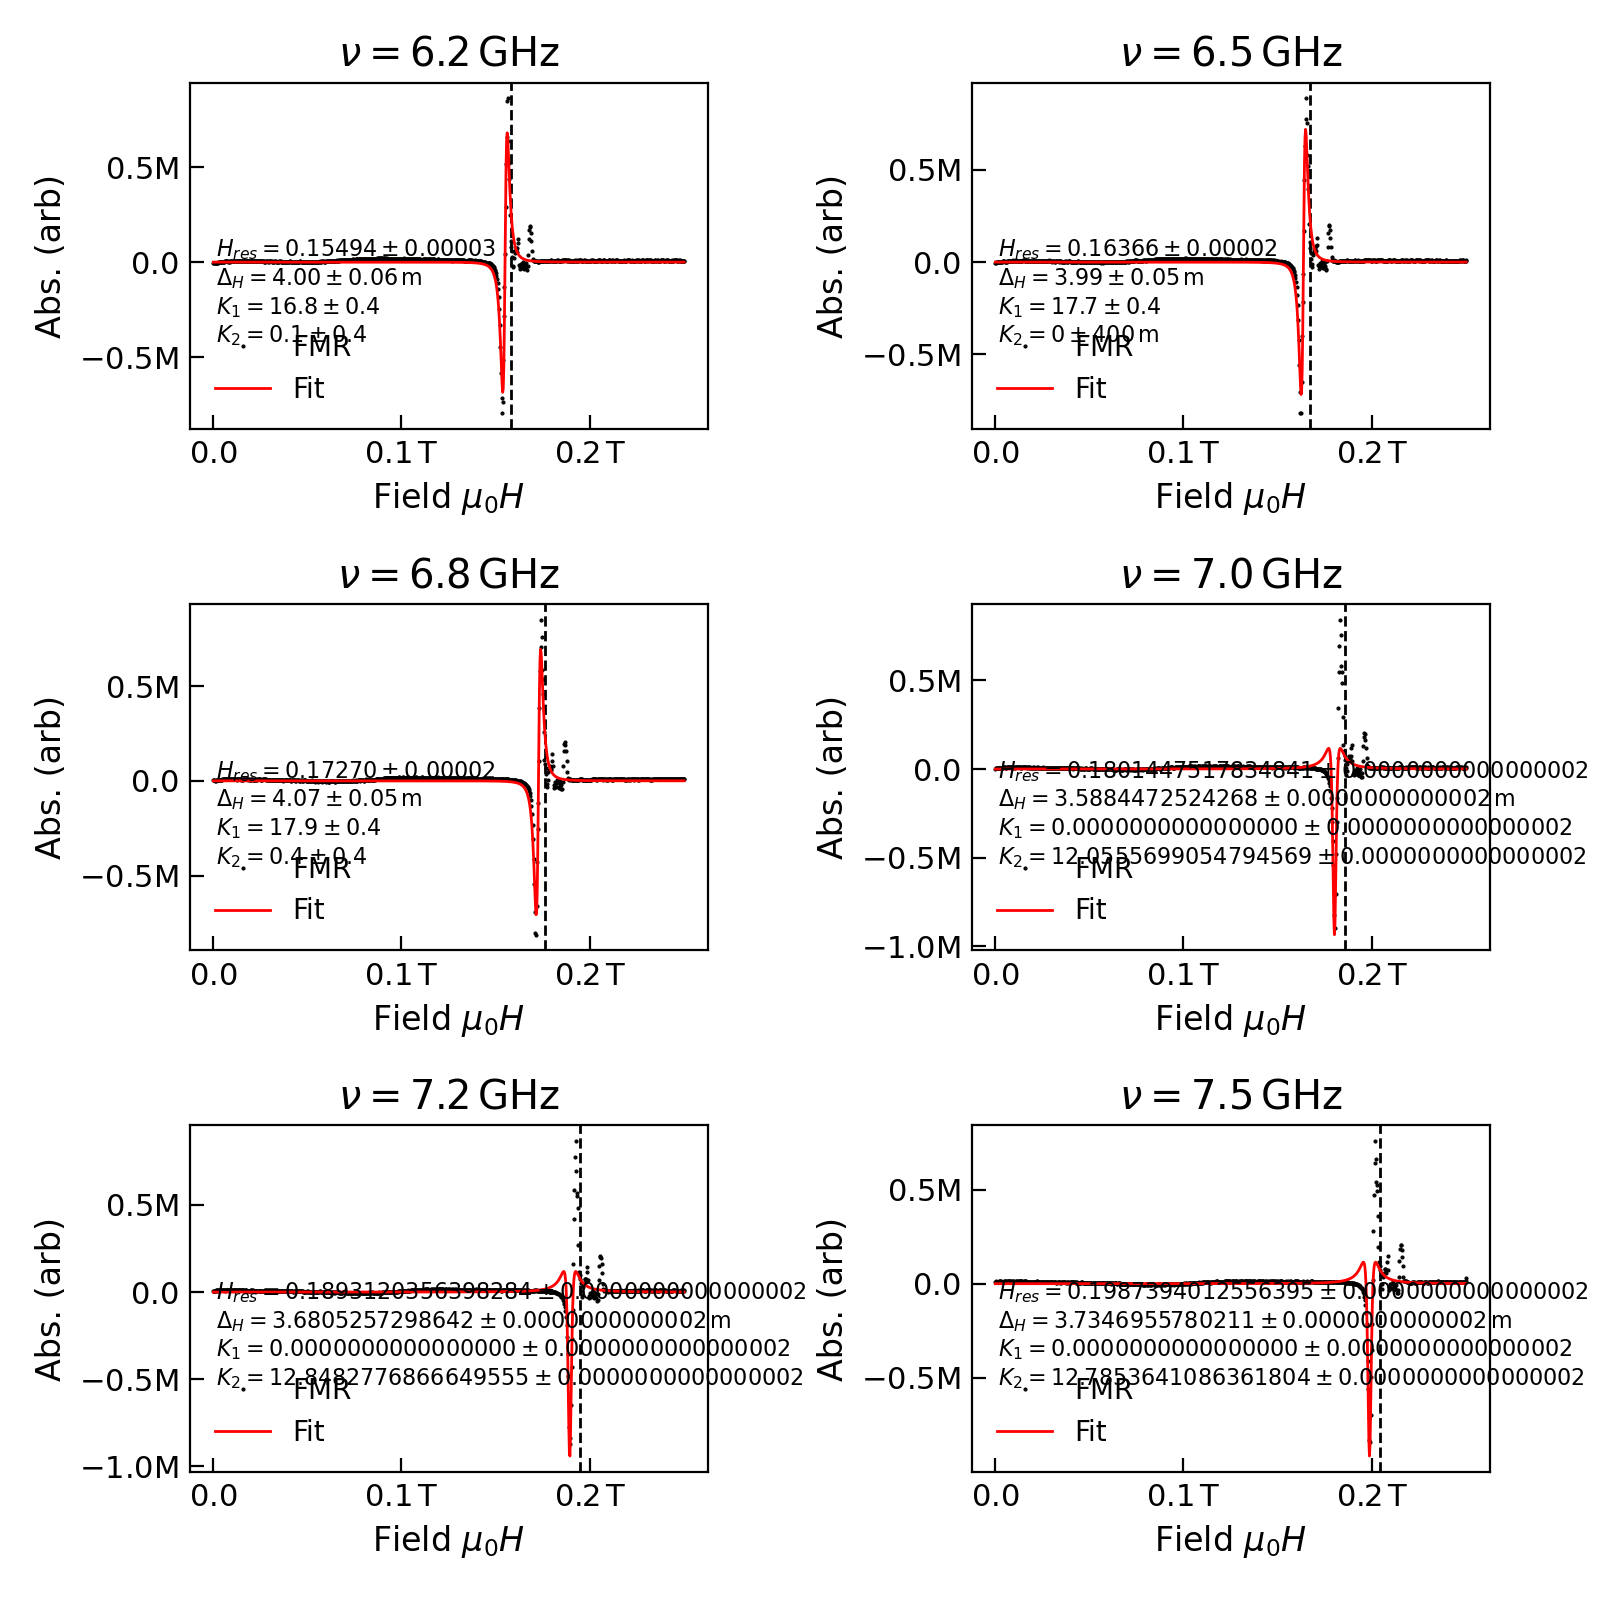 ν = 6.2 GHz
Abs. (arb)
0.5M
0.0
−0.5M
H_res = 0.15494 ± 0.00003
Δ_H = 4.00 ± 0.06 m
K_1 = 16.8 ± 0.4
K_2 = 0.1 ± 0.4
FMR
Fit
0.0 0.1 T 0.2 T
Field μ_0H
ν = 6.5 GHz
Abs. (arb)
0.5M
0.0
−0.5M
H_res = 0.16366 ± 0.00002
Δ_H = 3.99 ± 0.05 m
K_1 = 17.7 ± 0.4
K_2 = 0 ± 400 m
FMR
Fit
0.0 0.1 T 0.2 T
Field μ_0H
ν = 6.8 GHz
Abs. (arb)
0.5M
0.0
−0.5M
H_res = 0.17270 ± 0.00002
Δ_H = 4.07 ± 0.05 m
K_1 = 17.9 ± 0.4
K_2 = 0.4 ± 0.4
FMR
Fit
0.0 0.1 T 0.2 T
Field μ_0H
ν = 7.0 GHz
Abs. (arb)
0.5M
0.0
−0.5M
−1.0M
H_res = 0.1801447517834841 ± 0.0000000000000002
Δ_H = 3.5884472524268 ± 0.0000000000002 m
K_1 = 0.0000000000000000 ± 0.0000000000000002
K_2 = 12.0555699054794569 ± 0.0000000000000002
FMR
Fit
0.0 0.1 T 0.2 T
Field μ_0H
ν = 7.2 GHz
Abs. (arb)
0.5M
0.0
−0.5M
−1.0M
H_res = 0.1893120356398284 ± 0.0000000000000002
Δ_H = 3.6805257298642 ± 0.0000000000002 m
K_1 = 0.0000000000000000 ± 0.0000000000000002
K_2 = 12.8482776866649555 ± 0.0000000000000002
FMR
Fit
0.0 0.1 T 0.2 T
Field μ_0H
ν = 7.5 GHz
Abs. (arb)
0.5M
0.0
−0.5M
H_res = 0.1987394012556395 ± 0.0000000000000002
Δ_H = 3.7346955780211 ± 0.0000000000002 m
K_1 = 0.0000000000000000 ± 0.0000000000000002
K_2 = 12.7853641086361804 ± 0.0000000000000002
FMR
Fit
0.0 0.1 T 0.2 T
Field μ_0H